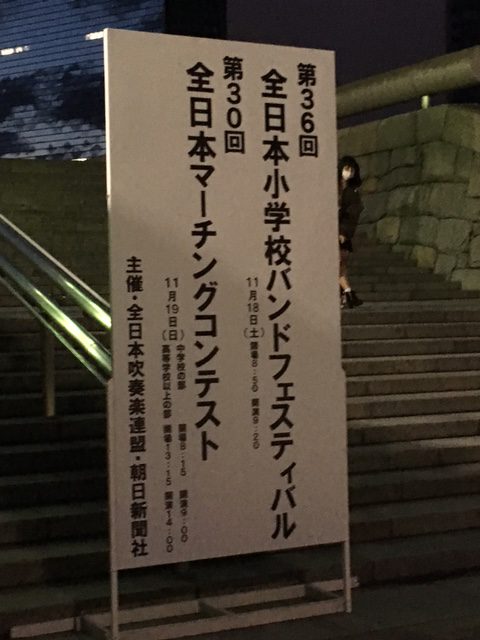 第36回
全日本小学校バンドフェスティバル
11月18日(土) 開場8:50 開演9:20
第30回
全日本マーチングコンテスト
11月19日(日) 中学校の部 開場8:15 開演9:00
高等学校以上の部 開場13:15 開演14:00
主催・全日本吹奏楽連盟・朝日新聞社